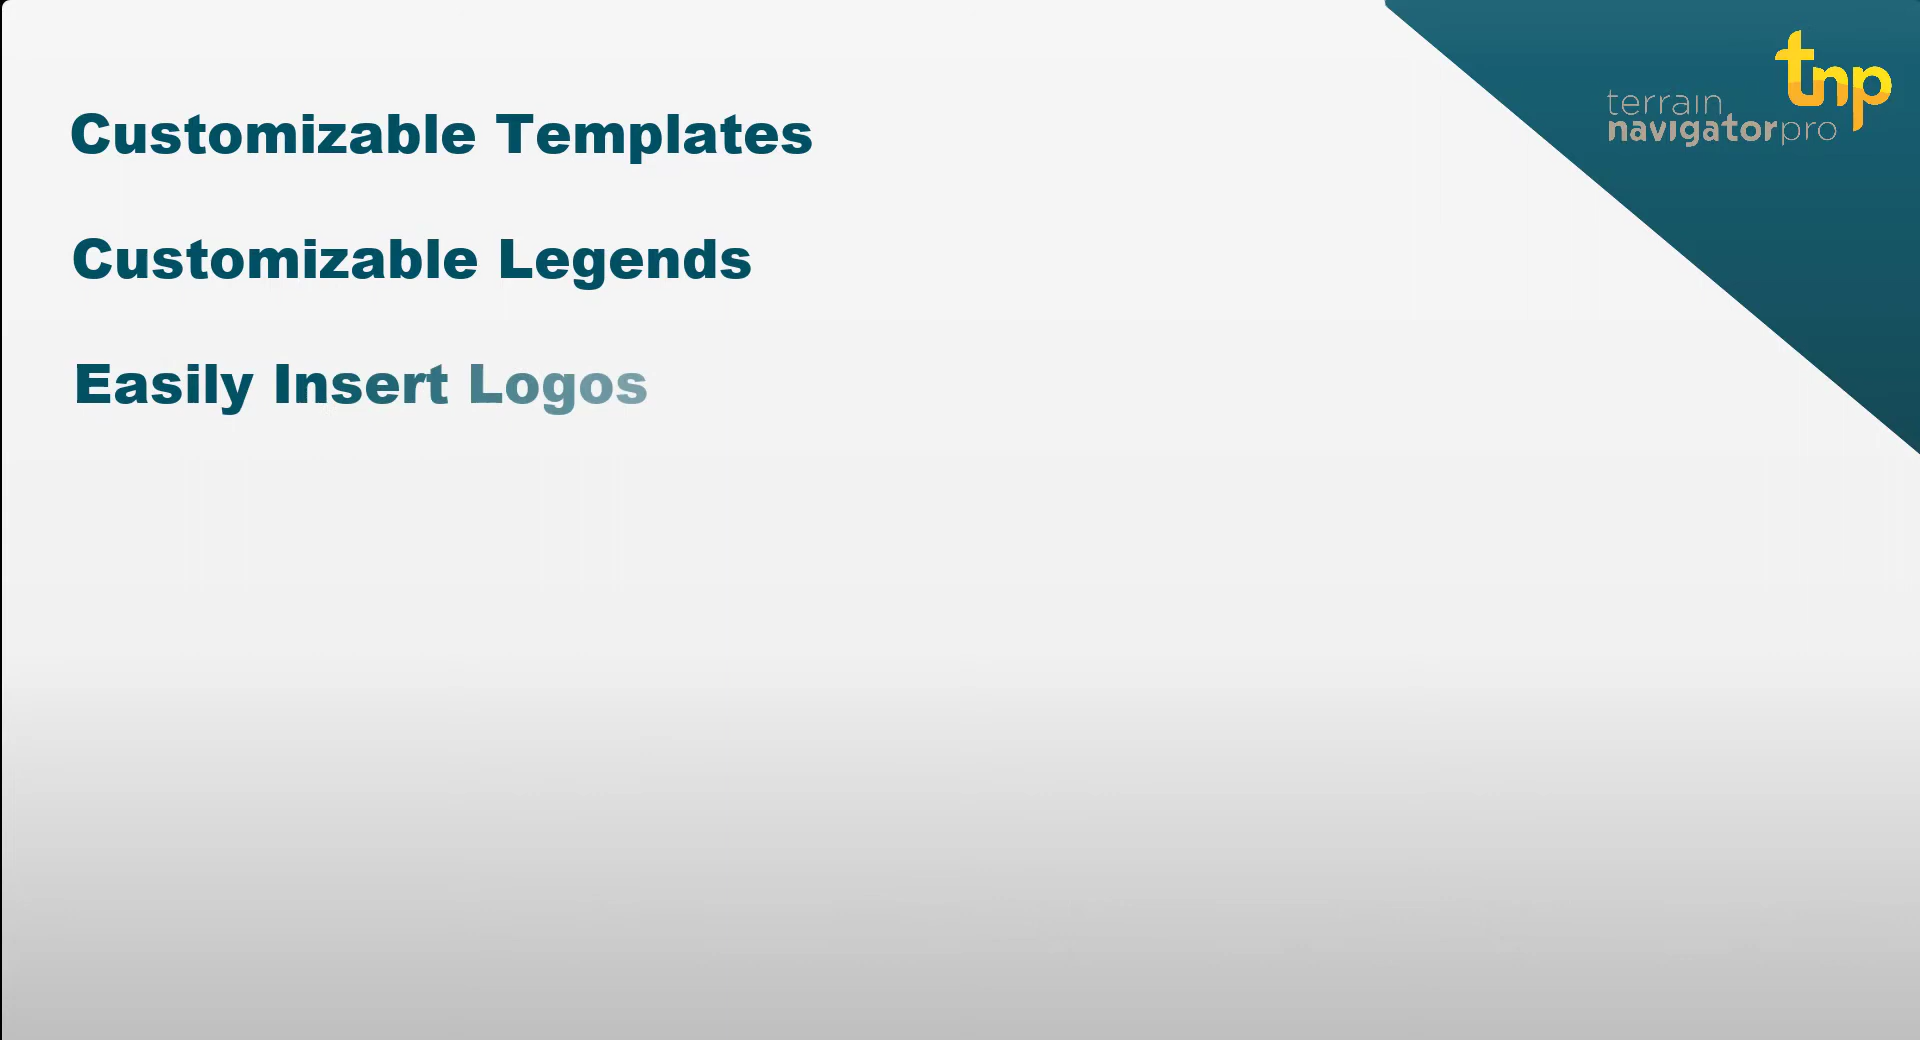 Customizable Templates
Customizable Legends
Easily Insert Logos
tnp
terrain
navigatorpro